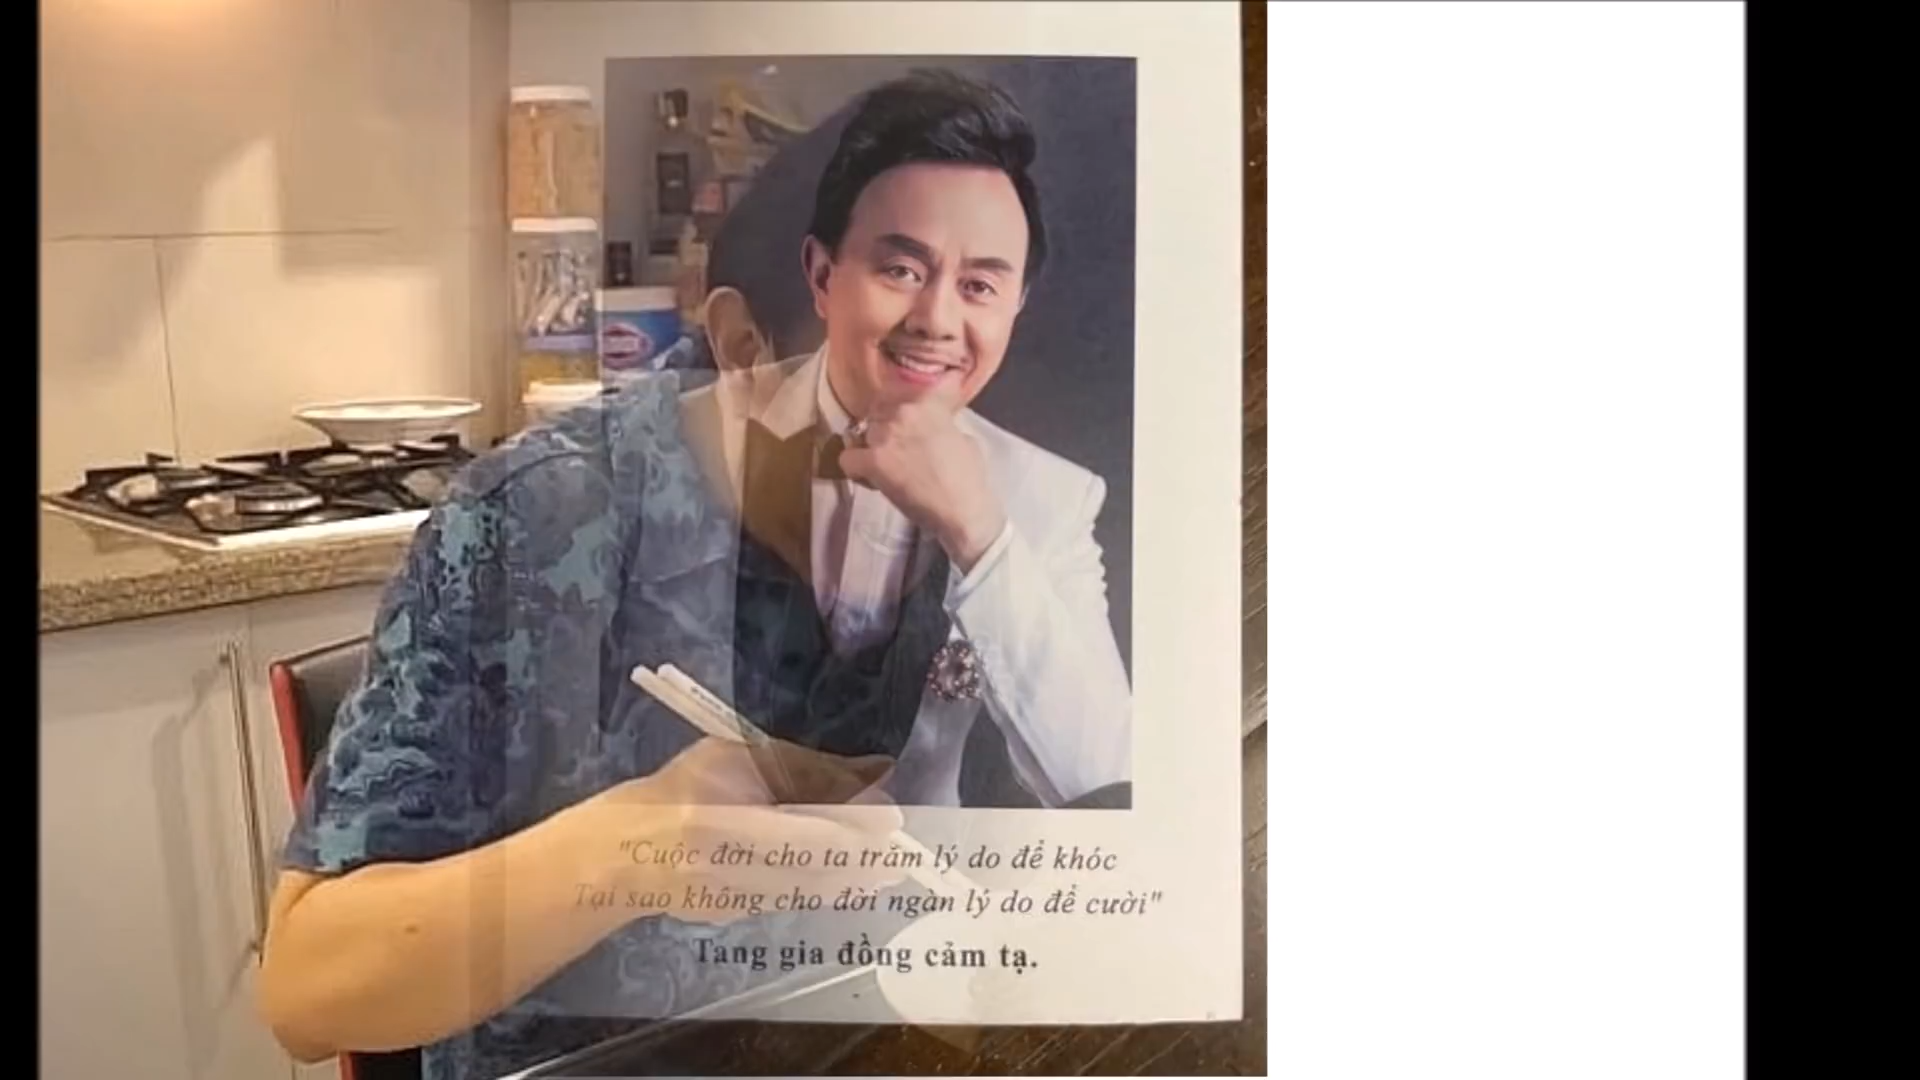 "Cuộc đời cho ta trăm lý do để khóc
Tại sao không cho đời ngàn lý do để cười"
Tang gia đồng cảm tạ.